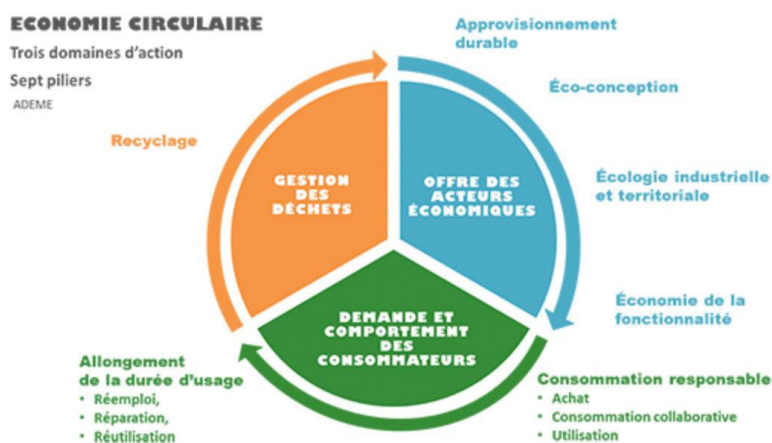 ECONOMIE CIRCULAIRE
Trois domaines d'action
Sept piliers
ADEME
Approvisionnement
durable
Éco-conception
Écologie industrielle
et territoriale
Économie de la
fonctionnalité
Recyclage
GESTION
DES
DÉCHETS
OFFRE DES
ACTEURS
ÉCONOMIQUES
DEMANDE ET
COMPORTEMENT
DES
CONSOMMATEURS
Allongement
de la durée d'usage
• Réemploi,
• Réparation,
• Réutilisation
Consommation responsable
• Achat
• Consommation collaborative
• Utilisation